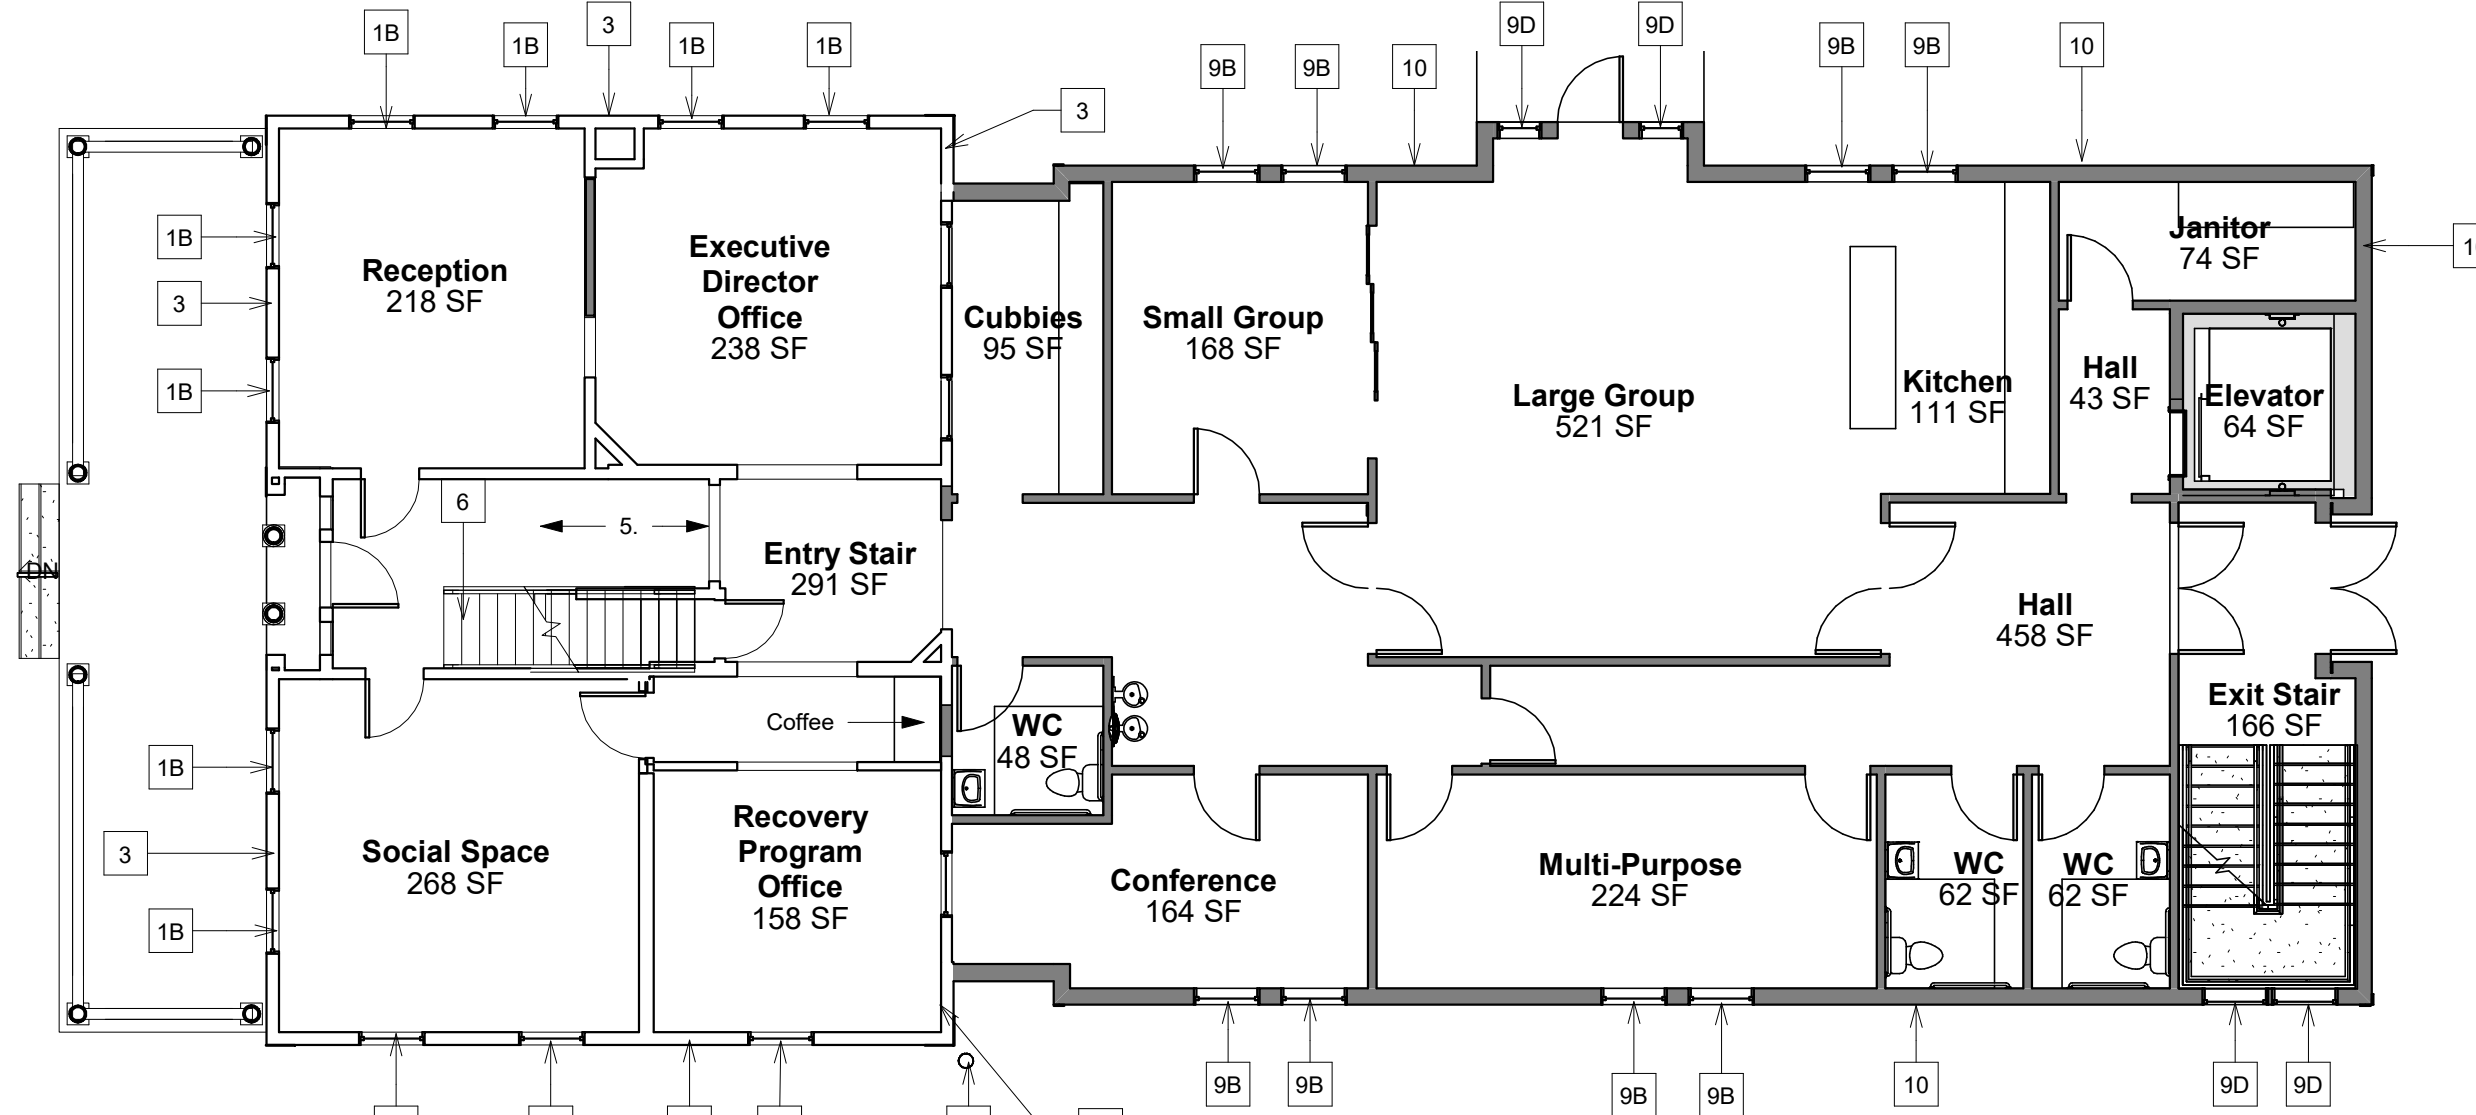 1B
1B
3
1B
1B
9B
9B
10
9D
9D
9B
9B
10
3
1B
3
1B
Reception
218 SF
Executive
Director
Office
238 SF
Cubbies
95 SF
Small Group
168 SF
Large Group
521 SF
Kitchen
111 SF
Janitor
74 SF
Hall
43 SF
Elevator
64 SF
6
5.
Entry Stair
291 SF
DN
Hall
458 SF
Exit Stair
166 SF
Coffee
WC
48 SF
1B
3
1B
Social Space
268 SF
Recovery
Program
Office
158 SF
Conference
164 SF
Multi-Purpose
224 SF
WC
62 SF
WC
62 SF
9B
9B
9B
9B
10
9D
9D